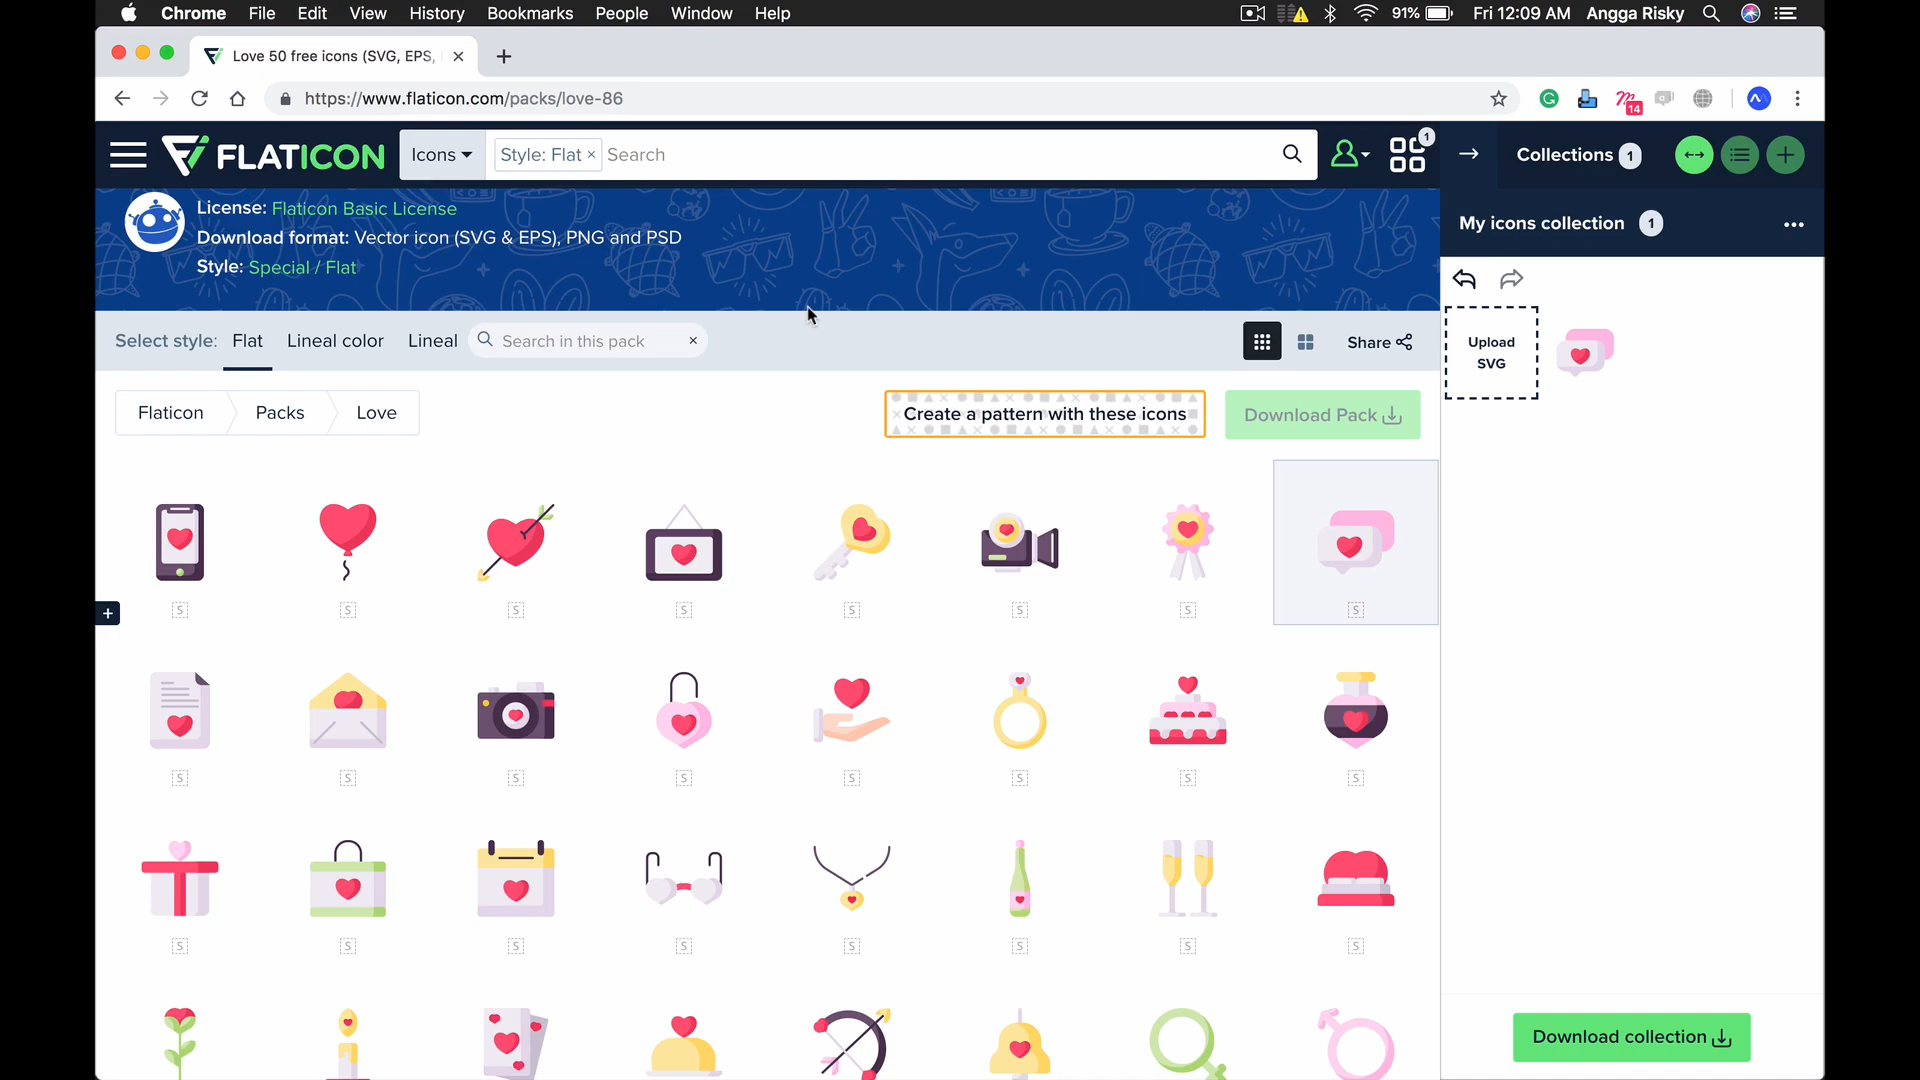 Chrome File Edit View History Bookmarks People Window Help 91% Fri 12:09 AM Angga Risky
Love 50 free icons (SVG, EPS,
https://www.flaticon.com/packs/love-86
14
FLATICON Icons Style: Flat × Search 1 Collections 1
License: Flaticon Basic License
Download format: Vector icon (SVG & EPS), PNG and PSD
Style: Special / Flat
My icons collection 1
Select style: Flat Lineal color Lineal Search in this pack × Share
Upload
SVG
Flaticon Packs Love Create a pattern with these icons Download Pack
S S S S S S S S
S S S S S S S S
S S S S S S S S
Download collection